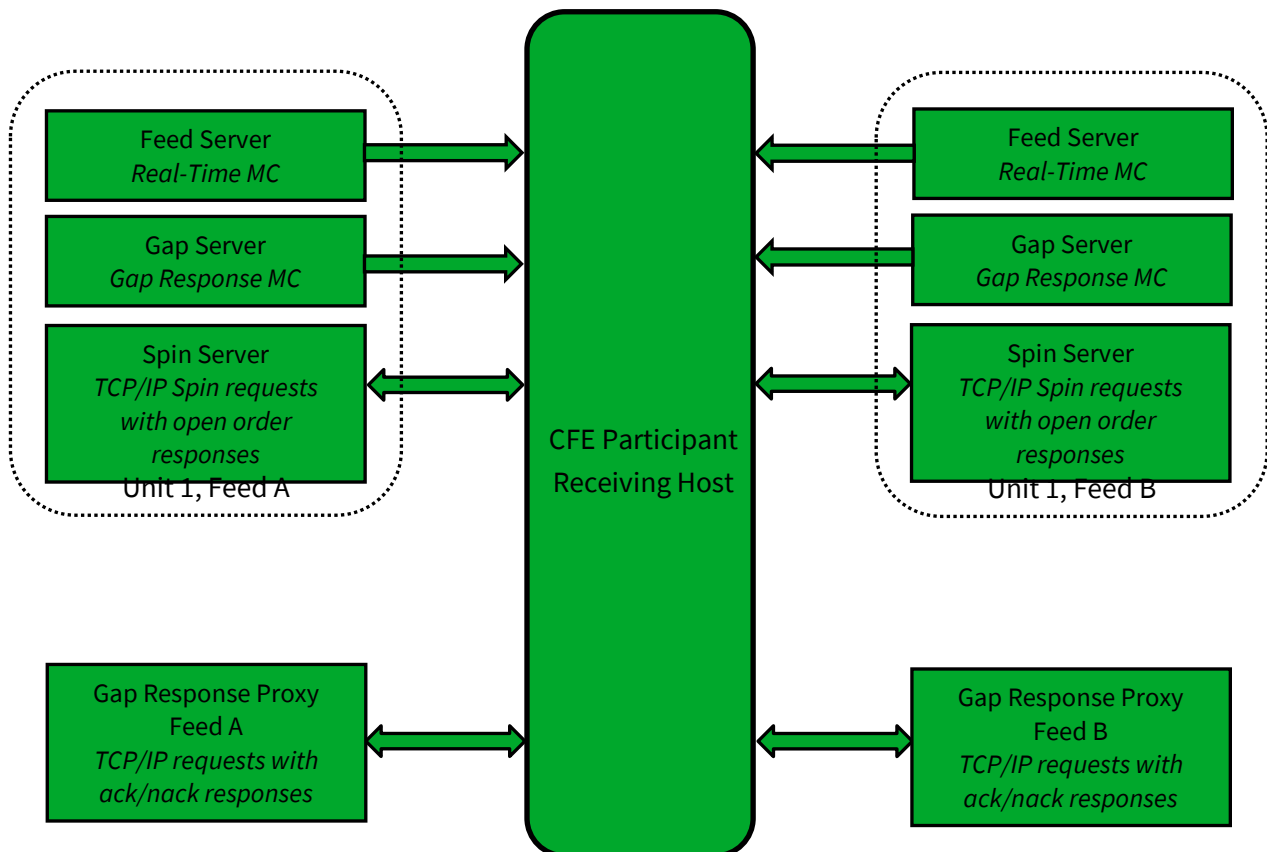 Feed Server
Real-Time MC
Gap Server
Gap Response MC
Spin Server
TCP/IP Spin requests
with open order
responses
Unit 1, Feed A
CFE Participant
Receiving Host
Feed Server
Real-Time MC
Gap Server
Gap Response MC
Spin Server
TCP/IP Spin requests
with open order
responses
Unit 1, Feed B
Gap Response Proxy
Feed A
TCP/IP requests with
ack/nack responses
Gap Response Proxy
Feed B
TCP/IP requests with
ack/nack responses